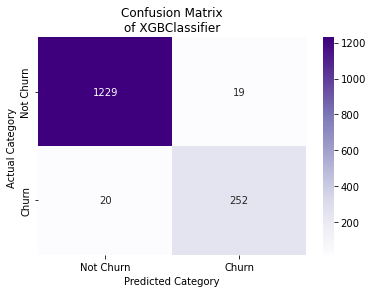 Confusion Matrix
of XGBClassifier
Actual Category
Not Churn
Churn
1229
19
20
252
Not Churn
Churn
Predicted Category
1200
1000
800
600
400
200